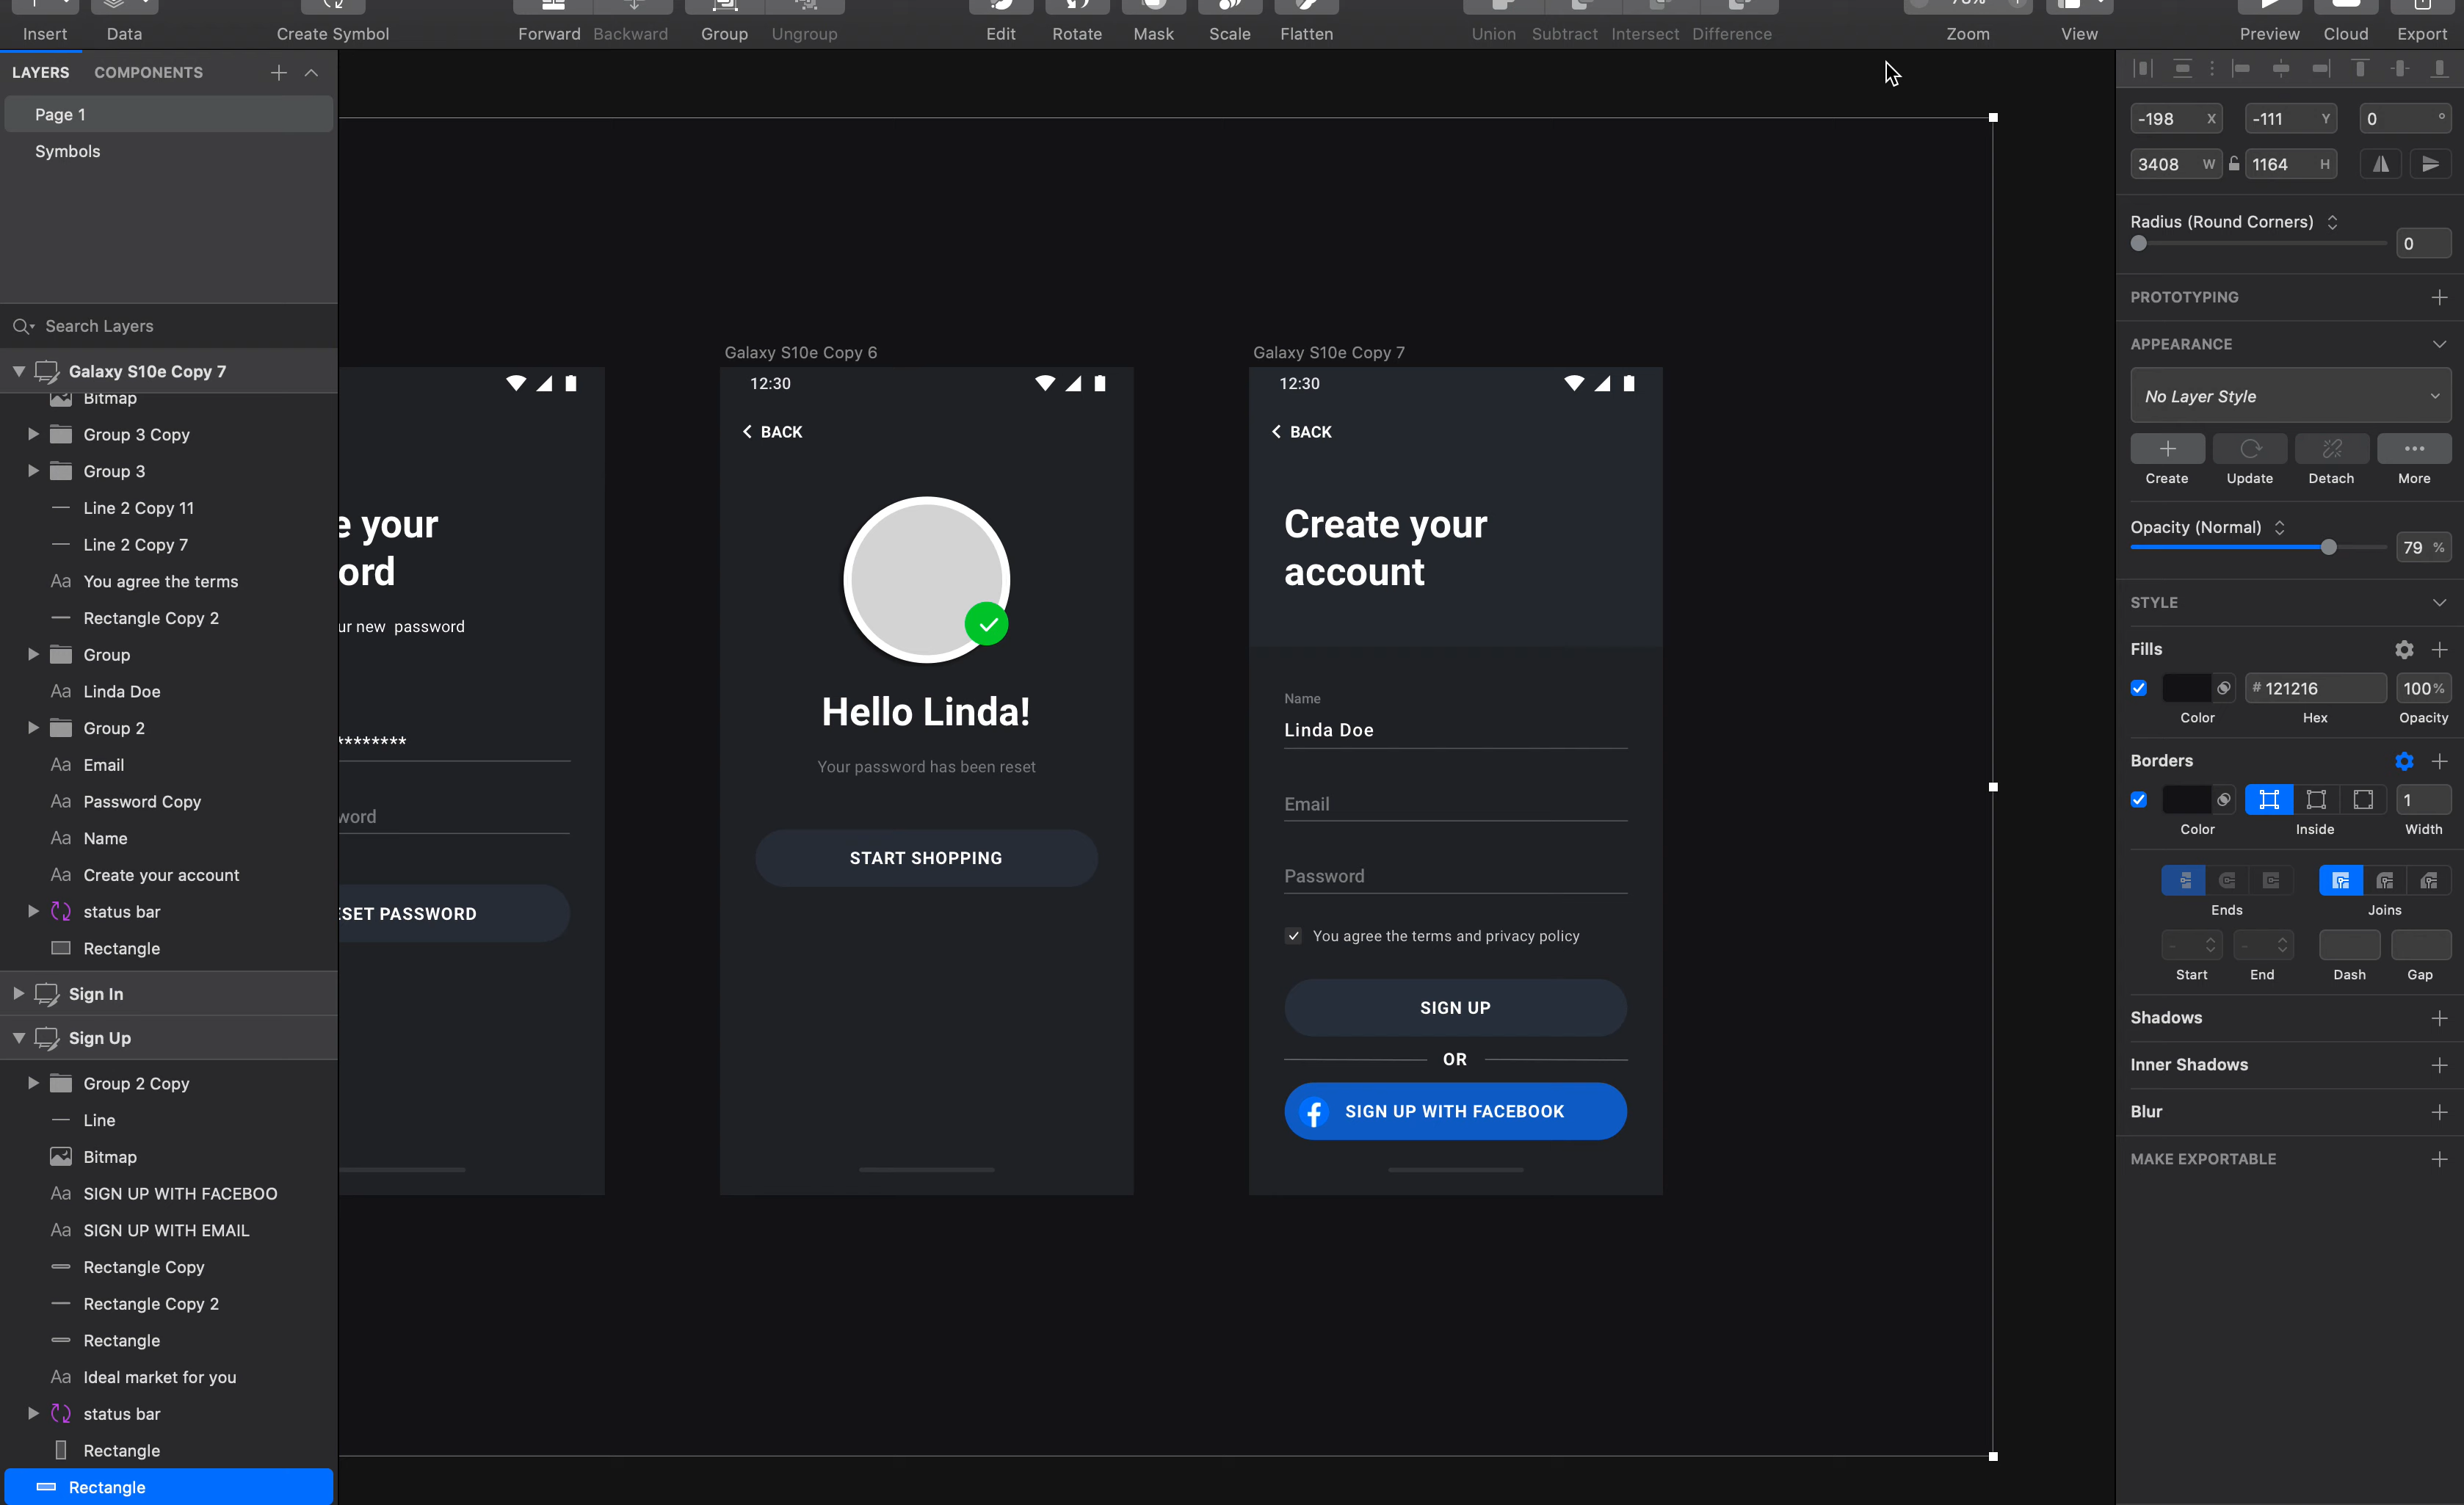 Insert
Data
Create Symbol
Forward
Backward
Group
Ungroup
Edit
Rotate
Mask
Scale
Flatten
Union
Subtract
Intersect
Difference
Zoom
View
Preview
Cloud
Export
LAYERS
COMPONENTS
Page 1
Symbols
Search Layers
Galaxy S10e Copy 7
Bitmap
Group 3 Copy
Group 3
Line 2 Copy 11
Line 2 Copy 7
Aa You agree the terms
Rectangle Copy 2
Group
Aa Linda Doe
Group 2
Aa Email
Aa Password Copy
Aa Name
Aa Create your account
status bar
Rectangle
Sign In
Sign Up
Group 2 Copy
Line
Bitmap
Aa SIGN UP WITH FACEBOO
Aa SIGN UP WITH EMAIL
Rectangle Copy
Rectangle Copy 2
Rectangle
Aa Ideal market for you
status bar
Rectangle
Rectangle
e your
ord
ur new password
********
word
ESET PASSWORD
Galaxy S10e Copy 6
12:30
BACK
Hello Linda!
Your password has been reset
START SHOPPING
Galaxy S10e Copy 7
12:30
BACK
Create your
account
Name
Linda Doe
Email
Password
You agree the terms and privacy policy
SIGN UP
OR
SIGN UP WITH FACEBOOK
-198 X
-111 Y
0 °
3408 W
1164 H
Radius (Round Corners)
0
PROTOTYPING
APPEARANCE
No Layer Style
Create
Update
Detach
More
Opacity (Normal)
79 %
STYLE
Fills
# 121216
100%
Color
Hex
Opacity
Borders
1
Color
Inside
Width
Ends
Joins
Start
End
Dash
Gap
Shadows
Inner Shadows
Blur
MAKE EXPORTABLE